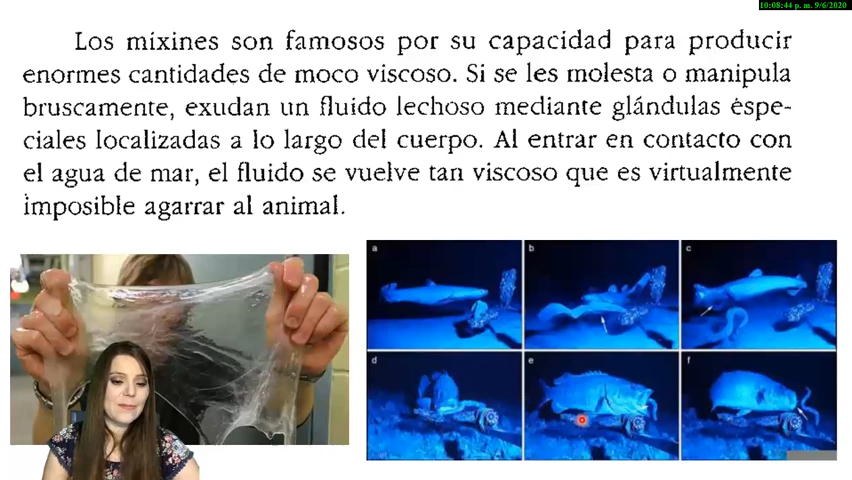 10:08:44 p. m. 9/6/2020
Los mixines son famosos por su capacidad para producir
enormes cantidades de moco viscoso. Si se les molesta o manipula
bruscamente, exudan un fluido lechoso mediante glándulas espe-
ciales localizadas a lo largo del cuerpo. Al entrar en contacto con
el agua de mar, el fluido se vuelve tan viscoso que es virtualmente
imposible agarrar al animal.
a b c
d e f